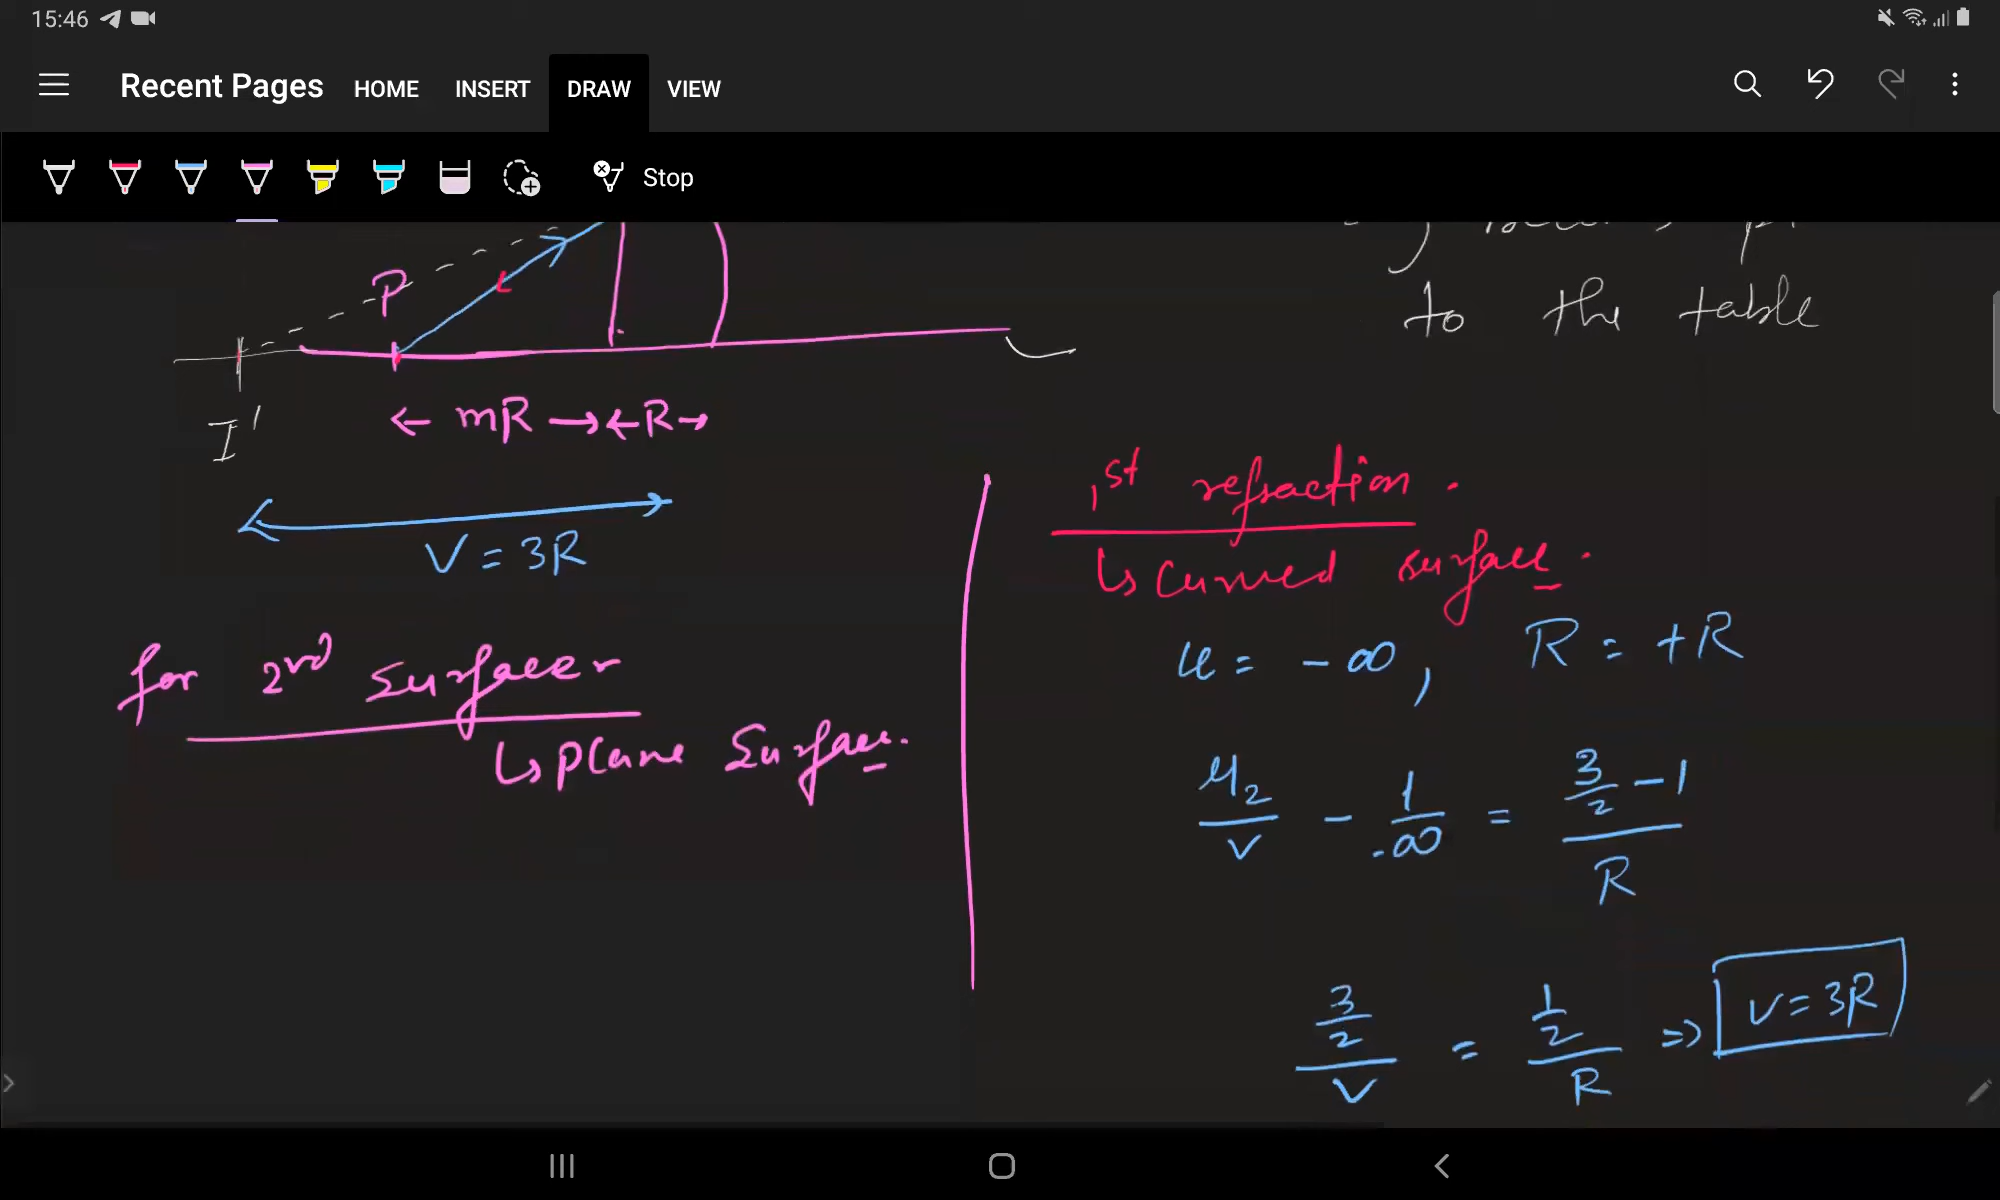 15:46
Recent Pages HOME INSERT DRAW VIEW
Stop
P
to the table
I'
← mR →←R→
V = 3R
1st refraction.
↳ curved surface.
u = -∞, R = +R
for 2nd surface
↳ plane surface.
μ2/v - 1/-∞ = (3/2 - 1)/R
(3/2)/v = (1/2)/R ⇒ v = 3R